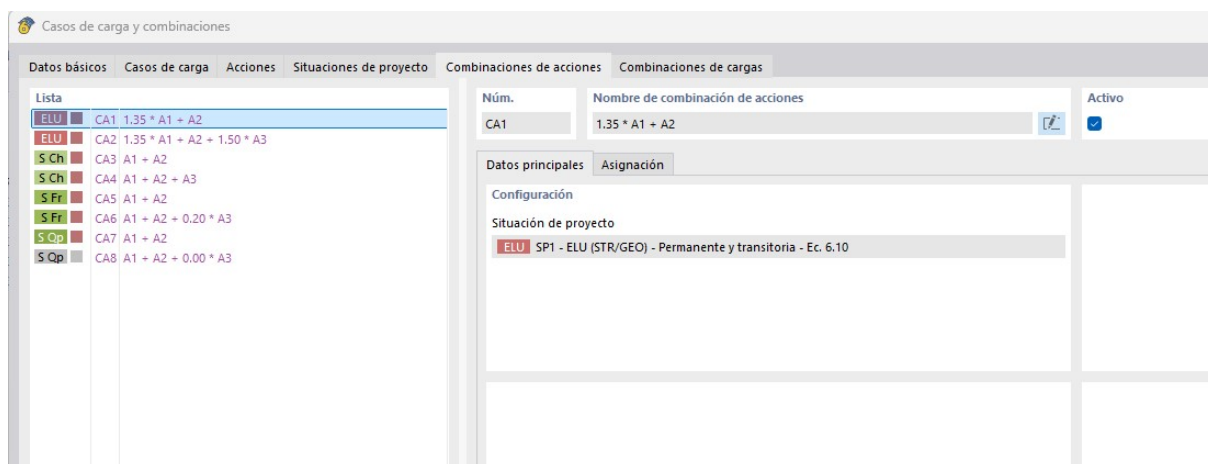 Casos de carga y combinaciones
Datos básicos Casos de carga Acciones Situaciones de proyecto Combinaciones de acciones Combinaciones de cargas
Lista
ELU CA1 1.35 * A1 + A2
ELU CA2 1.35 * A1 + A2 + 1.50 * A3
S Ch CA3 A1 + A2
S Ch CA4 A1 + A2 + A3
S Fr CA5 A1 + A2
S Fr CA6 A1 + A2 + 0.20 * A3
S Qp CA7 A1 + A2
S Qp CA8 A1 + A2 + 0.00 * A3
Núm. Nombre de combinación de acciones Activo
CA1 1.35 * A1 + A2
Datos principales Asignación
Configuración
Situación de proyecto
ELU SP1 - ELU (STR/GEO) - Permanente y transitoria - Ec. 6.10